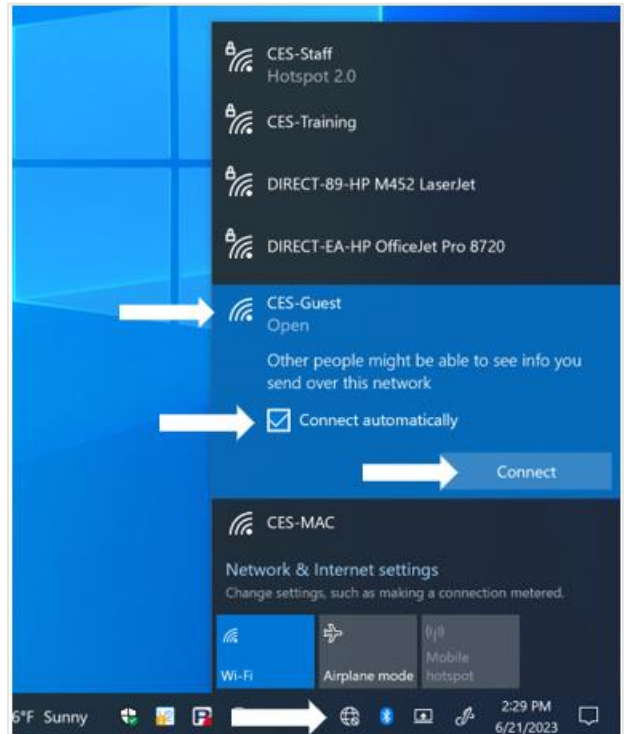 CES-Staff
Hotspot 2.0
CES-Training
DIRECT-89-HP M452 LaserJet
DIRECT-EA-HP OfficeJet Pro 8720
CES-Guest
Open
Other people might be able to see info you
send over this network
Connect automatically
Connect
CES-MAC
Network & Internet settings
Change settings, such as making a connection metered.
Wi-Fi
Airplane mode
Mobile
hotspot
6°F Sunny
2:29 PM
6/21/2023